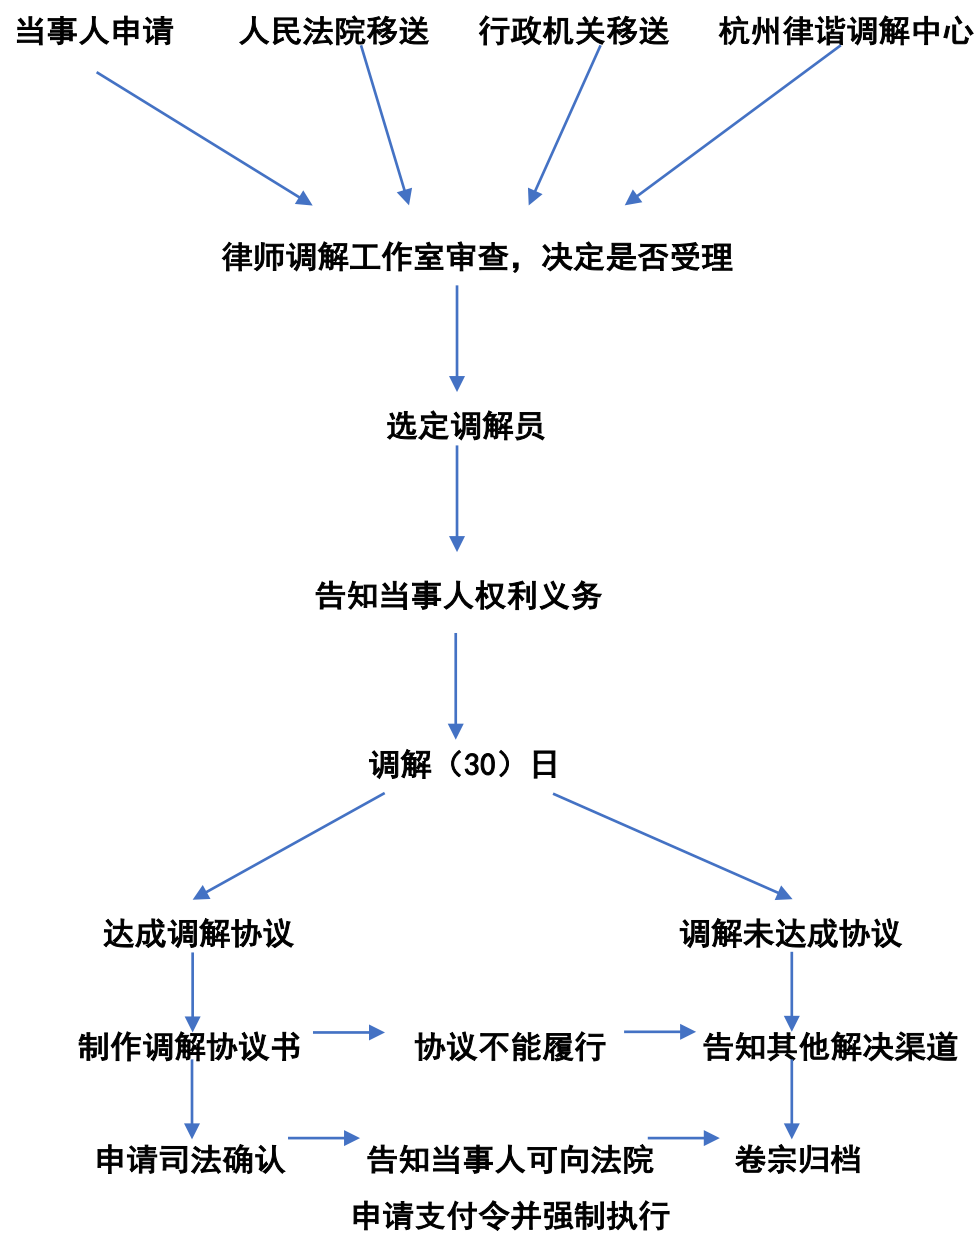 当事人申请 人民法院移送 行政机关移送 杭州律谐调解中心
律师调解工作室审查，决定是否受理
选定调解员
告知当事人权利义务
调解（30）日
达成调解协议 调解未达成协议
制作调解协议书 协议不能履行 告知其他解决渠道
申请司法确认 告知当事人可向法院 卷宗归档
申请支付令并强制执行